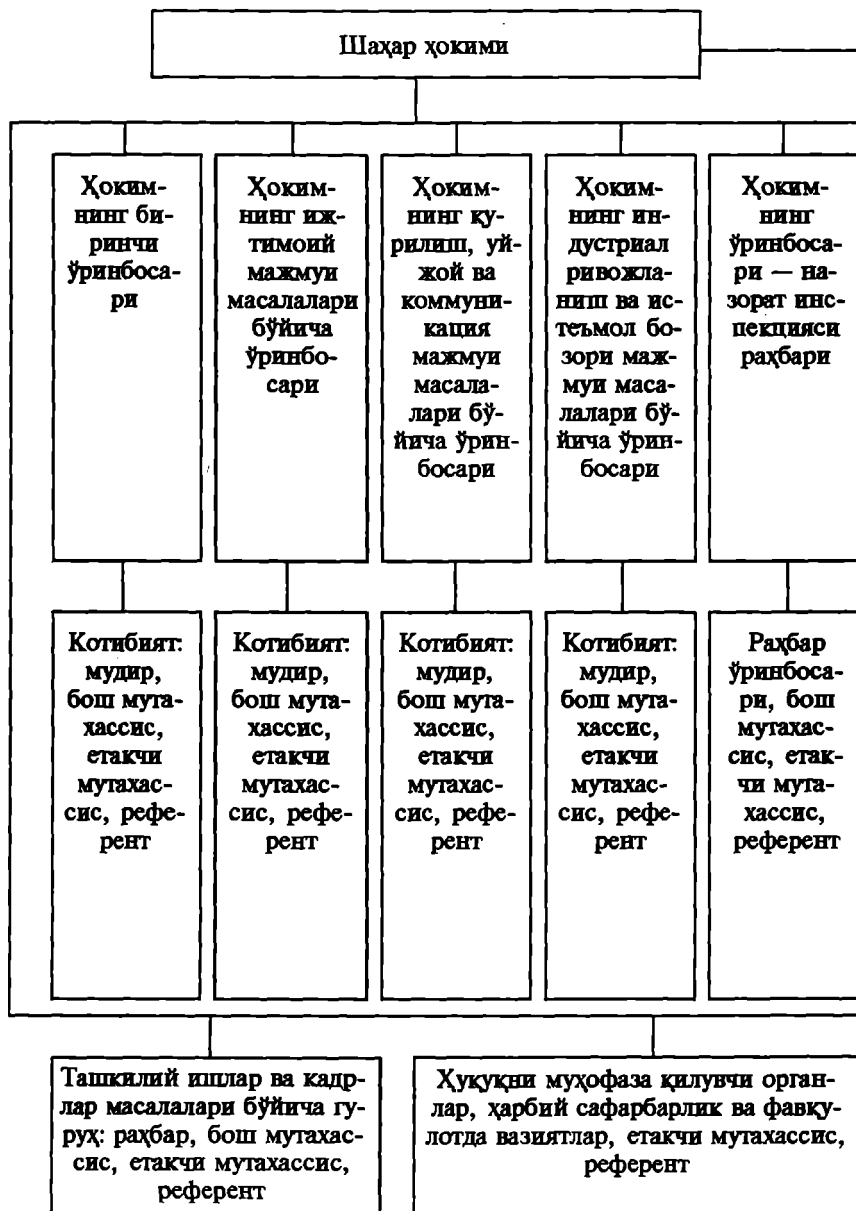 Шаҳар ҳокими
Ҳоким-
нинг би-
ринчи
ўринбоса-
ри
Ҳоким-
нинг иж-
тимоий
мажмуи
масалалари
бўйича
ўринбо-
сари
Ҳоким-
нинг қу-
рилиш, уй-
жой ва
коммуни-
кация
мажмуи
масала-
лари бў-
йича ўрин-
босари
Ҳоким-
нинг ин-
дустриал
ривожла-
ниш ва ис-
теъмол бо-
зори маж-
муи маса-
лалари бў-
йича ўрин-
босари
Ҳоким-
нинг
ўринбоса-
ри — на-
зорат инс-
пекцияси
раҳбари
Котибият:
мудир,
бош мута-
хассис,
етакчи
мутахас-
сис, рефе-
рент
Котибият:
мудир,
бош мута-
хассис,
етакчи
мутахас-
сис, рефе-
рент
Котибият:
мудир,
бош мута-
хассис,
етакчи
мутахас-
сис, рефе-
рент
Котибият:
мудир,
бош мута-
хассис,
етакчи
мутахас-
сис, рефе-
рент
Раҳбар
ўринбоса-
ри, бош
мутахас-
сис, етак-
чи мута-
хассис,
референт
Ташкилий ишлар ва кадр-
лар масалалари бўйича гу-
руҳ: раҳбар, бош мутахас-
сис, етакчи мутахассис,
референт
Ҳуқуқни муҳофаза қилувчи орган-
лар, ҳарбий сафарбарлик ва фавқу-
лотда вазиятлар, етакчи мутахассис,
референт